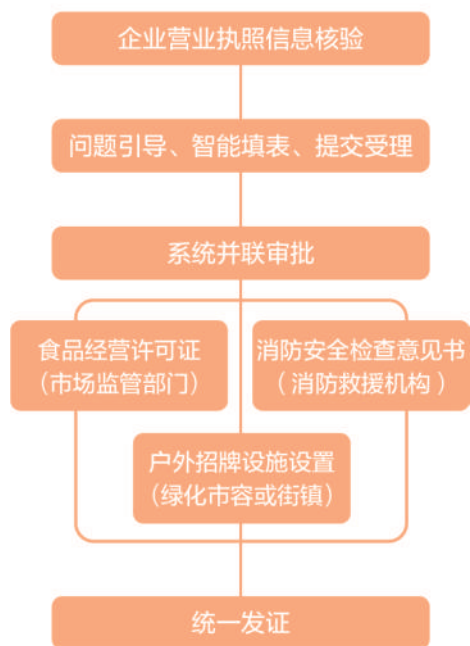 企业营业执照信息核验
问题引导、智能填表、提交受理
系统并联审批
食品经营许可证
（市场监管部门）
消防安全检查意见书
（消防救援机构）
户外招牌设施设置
（绿化市容或街镇）
统一发证